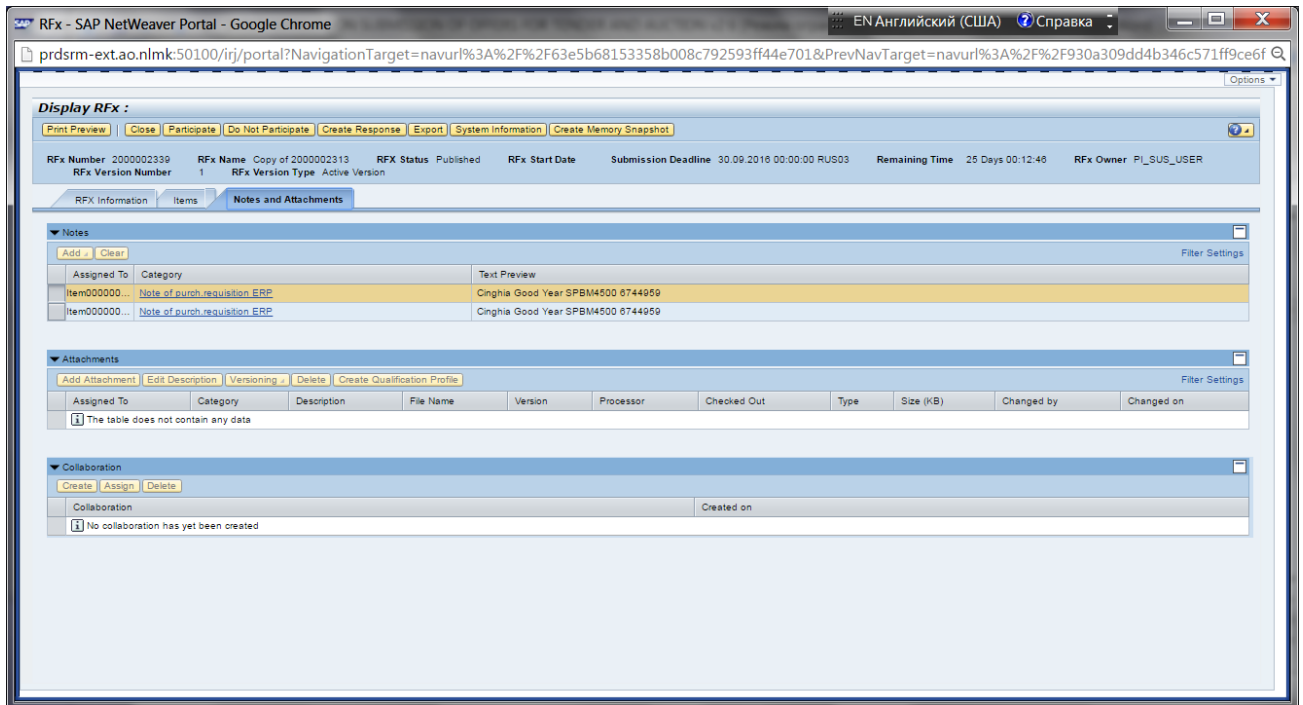 RFx - SAP NetWeaver Portal - Google Chrome
EN Английский (США) Справка
prdsrm-ext.ao.nlmk:50100/irj/portal?NavigationTarget=navurl%3A%2F%2F63e5b68153358b008c792593ff44e701&PrevNavTarget=navurl%3A%2F%2F930a309dd4b346c571ff9ce6f
Options
Display RFx :
Print Preview | Close Participate Do Not Participate Create Response Export System Information Create Memory Snapshot
RFx Number 2000002339 RFx Name Copy of 2000002313 RFX Status Published RFx Start Date Submission Deadline 30.09.2016 00:00:00 RUS03 Remaining Time 25 Days 00:12:46 RFx Owner PI_SUS_USER
RFx Version Number 1 RFx Version Type Active Version
RFX Information Items Notes and Attachments
Notes
Add Clear Filter Settings
Assigned To Category Text Preview
Item000000... Note of purch.requisition ERP Cinghia Good Year SPBM4500 6744959
Item000000... Note of purch.requisition ERP Cinghia Good Year SPBM4500 6744959
Attachments
Add Attachment Edit Description Versioning Delete Create Qualification Profile Filter Settings
Assigned To Category Description File Name Version Processor Checked Out Type Size (KB) Changed by Changed on
The table does not contain any data
Collaboration
Create Assign Delete
Collaboration Created on
No collaboration has yet been created